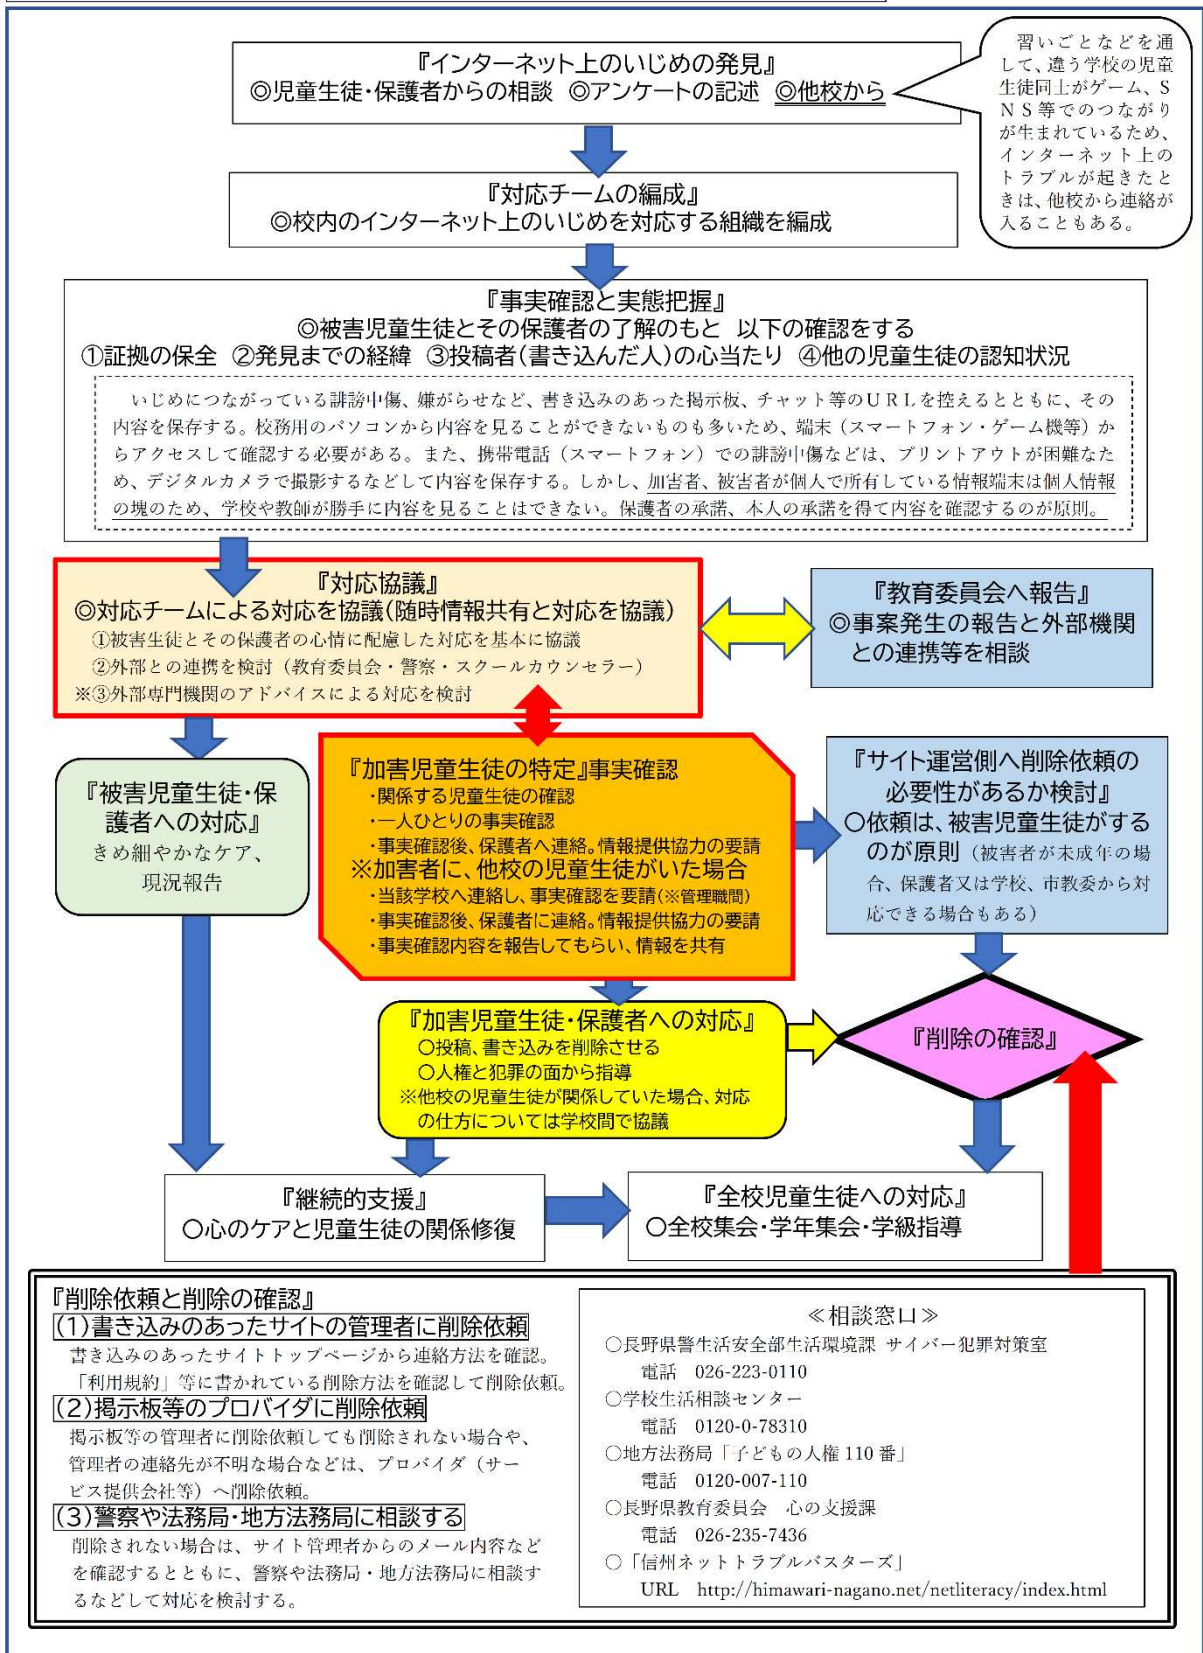 『インターネット上のいじめの発見』
◎児童生徒・保護者からの相談 ◎アンケートの記述 ◎他校から
習いごとなどを通
して、違う学校の児童
生徒同士がゲーム、S
NS等でのつながり
が生まれているため、
インターネット上の
トラブルが起きたと
きは、他校から連絡が
入ることもある。
『対応チームの編成』
◎校内のインターネット上のいじめを対応する組織を編成
『事実確認と実態把握』
◎被害児童生徒とその保護者の了解のもと 以下の確認をする
①証拠の保全 ②発見までの経緯 ③投稿者(書き込んだ人)の心当たり ④他の児童生徒の認知状況
いじめにつながっている誹謗中傷、嫌がらせなど、書き込みのあった掲示板、チャット等のURLを控えるとともに、その
内容を保存する。校務用のパソコンから内容を見ることができないものも多いため、端末（スマートフォン・ゲーム機等）か
らアクセスして確認する必要がある。また、携帯電話（スマートフォン）での誹謗中傷などは、プリントアウトが困難なた
め、デジタルカメラで撮影するなどして内容を保存する。しかし、加害者、被害者が個人で所有している情報端末は個人情報
の塊のため、学校や教師が勝手に内容を見ることはできない。保護者の承諾、本人の承諾を得て内容を確認するのが原則。
『対応協議』
◎対応チームによる対応を協議(随時情報共有と対応を協議)
①被害生徒とその保護者の心情に配慮した対応を基本に協議
②外部との連携を検討（教育委員会・警察・スクールカウンセラー）
※③外部専門機関のアドバイスによる対応を検討
『教育委員会へ報告』
◎事案発生の報告と外部機関
との連携等を相談
『被害児童生徒・保
護者への対応』
きめ細やかなケア、
現況報告
『加害児童生徒の特定』事実確認
・関係する児童生徒の確認
・一人ひとりの事実確認
・事実確認後、保護者へ連絡。情報提供協力の要請
※加害者に、他校の児童生徒がいた場合
・当該学校へ連絡し、事実確認を要請(※管理職間)
・事実確認後、保護者に連絡。情報提供協力の要請
・事実確認内容を報告してもらい、情報を共有
『サイト運営側へ削除依頼の
必要性があるか検討』
○依頼は、被害児童生徒がする
のが原則（被害者が未成年の場
合、保護者又は学校、市教委から対
応できる場合もある）
『加害児童生徒・保護者への対応』
○投稿、書き込みを削除させる
○人権と犯罪の面から指導
※他校の児童生徒が関係していた場合、対応
の仕方については学校間で協議
『削除の確認』
『継続的支援』
○心のケアと児童生徒の関係修復
『全校児童生徒への対応』
○全校集会・学年集会・学級指導
『削除依頼と削除の確認』
(1)書き込みのあったサイトの管理者に削除依頼
書き込みのあったサイトトップページから連絡方法を確認。
「利用規約」等に書かれている削除方法を確認して削除依頼。
(2)掲示板等のプロバイダに削除依頼
掲示板等の管理者に削除依頼しても削除されない場合や、
管理者の連絡先が不明な場合などは、プロバイダ（サー
ビス提供会社等）へ削除依頼。
(3)警察や法務局・地方法務局に相談する
削除されない場合は、サイト管理者からのメール内容など
を確認するとともに、警察や法務局・地方法務局に相談す
るなどして対応を検討する。
≪相談窓口≫
○長野県警生活安全部生活環境課 サイバー犯罪対策室
電話 026-223-0110
○学校生活相談センター
電話 0120-0-78310
○地方法務局「子どもの人権 110 番」
電話 0120-007-110
○長野県教育委員会 心の支援課
電話 026-235-7436
○「信州ネットトラブルバスターズ」
URL http://himawari-nagano.net/netliteracy/index.html